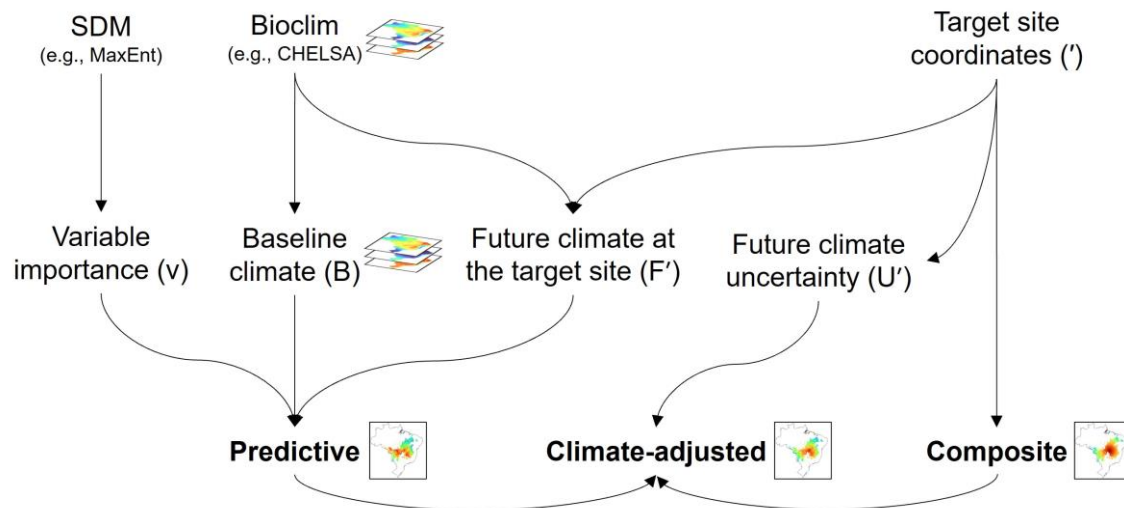 SDM
(e.g., MaxEnt)
Bioclim
(e.g., CHELSA)
Target site
coordinates (′)
Variable
importance (v)
Baseline
climate (B)
Future climate at
the target site (F′)
Future climate
uncertainty (U′)
Predictive
Climate-adjusted
Composite